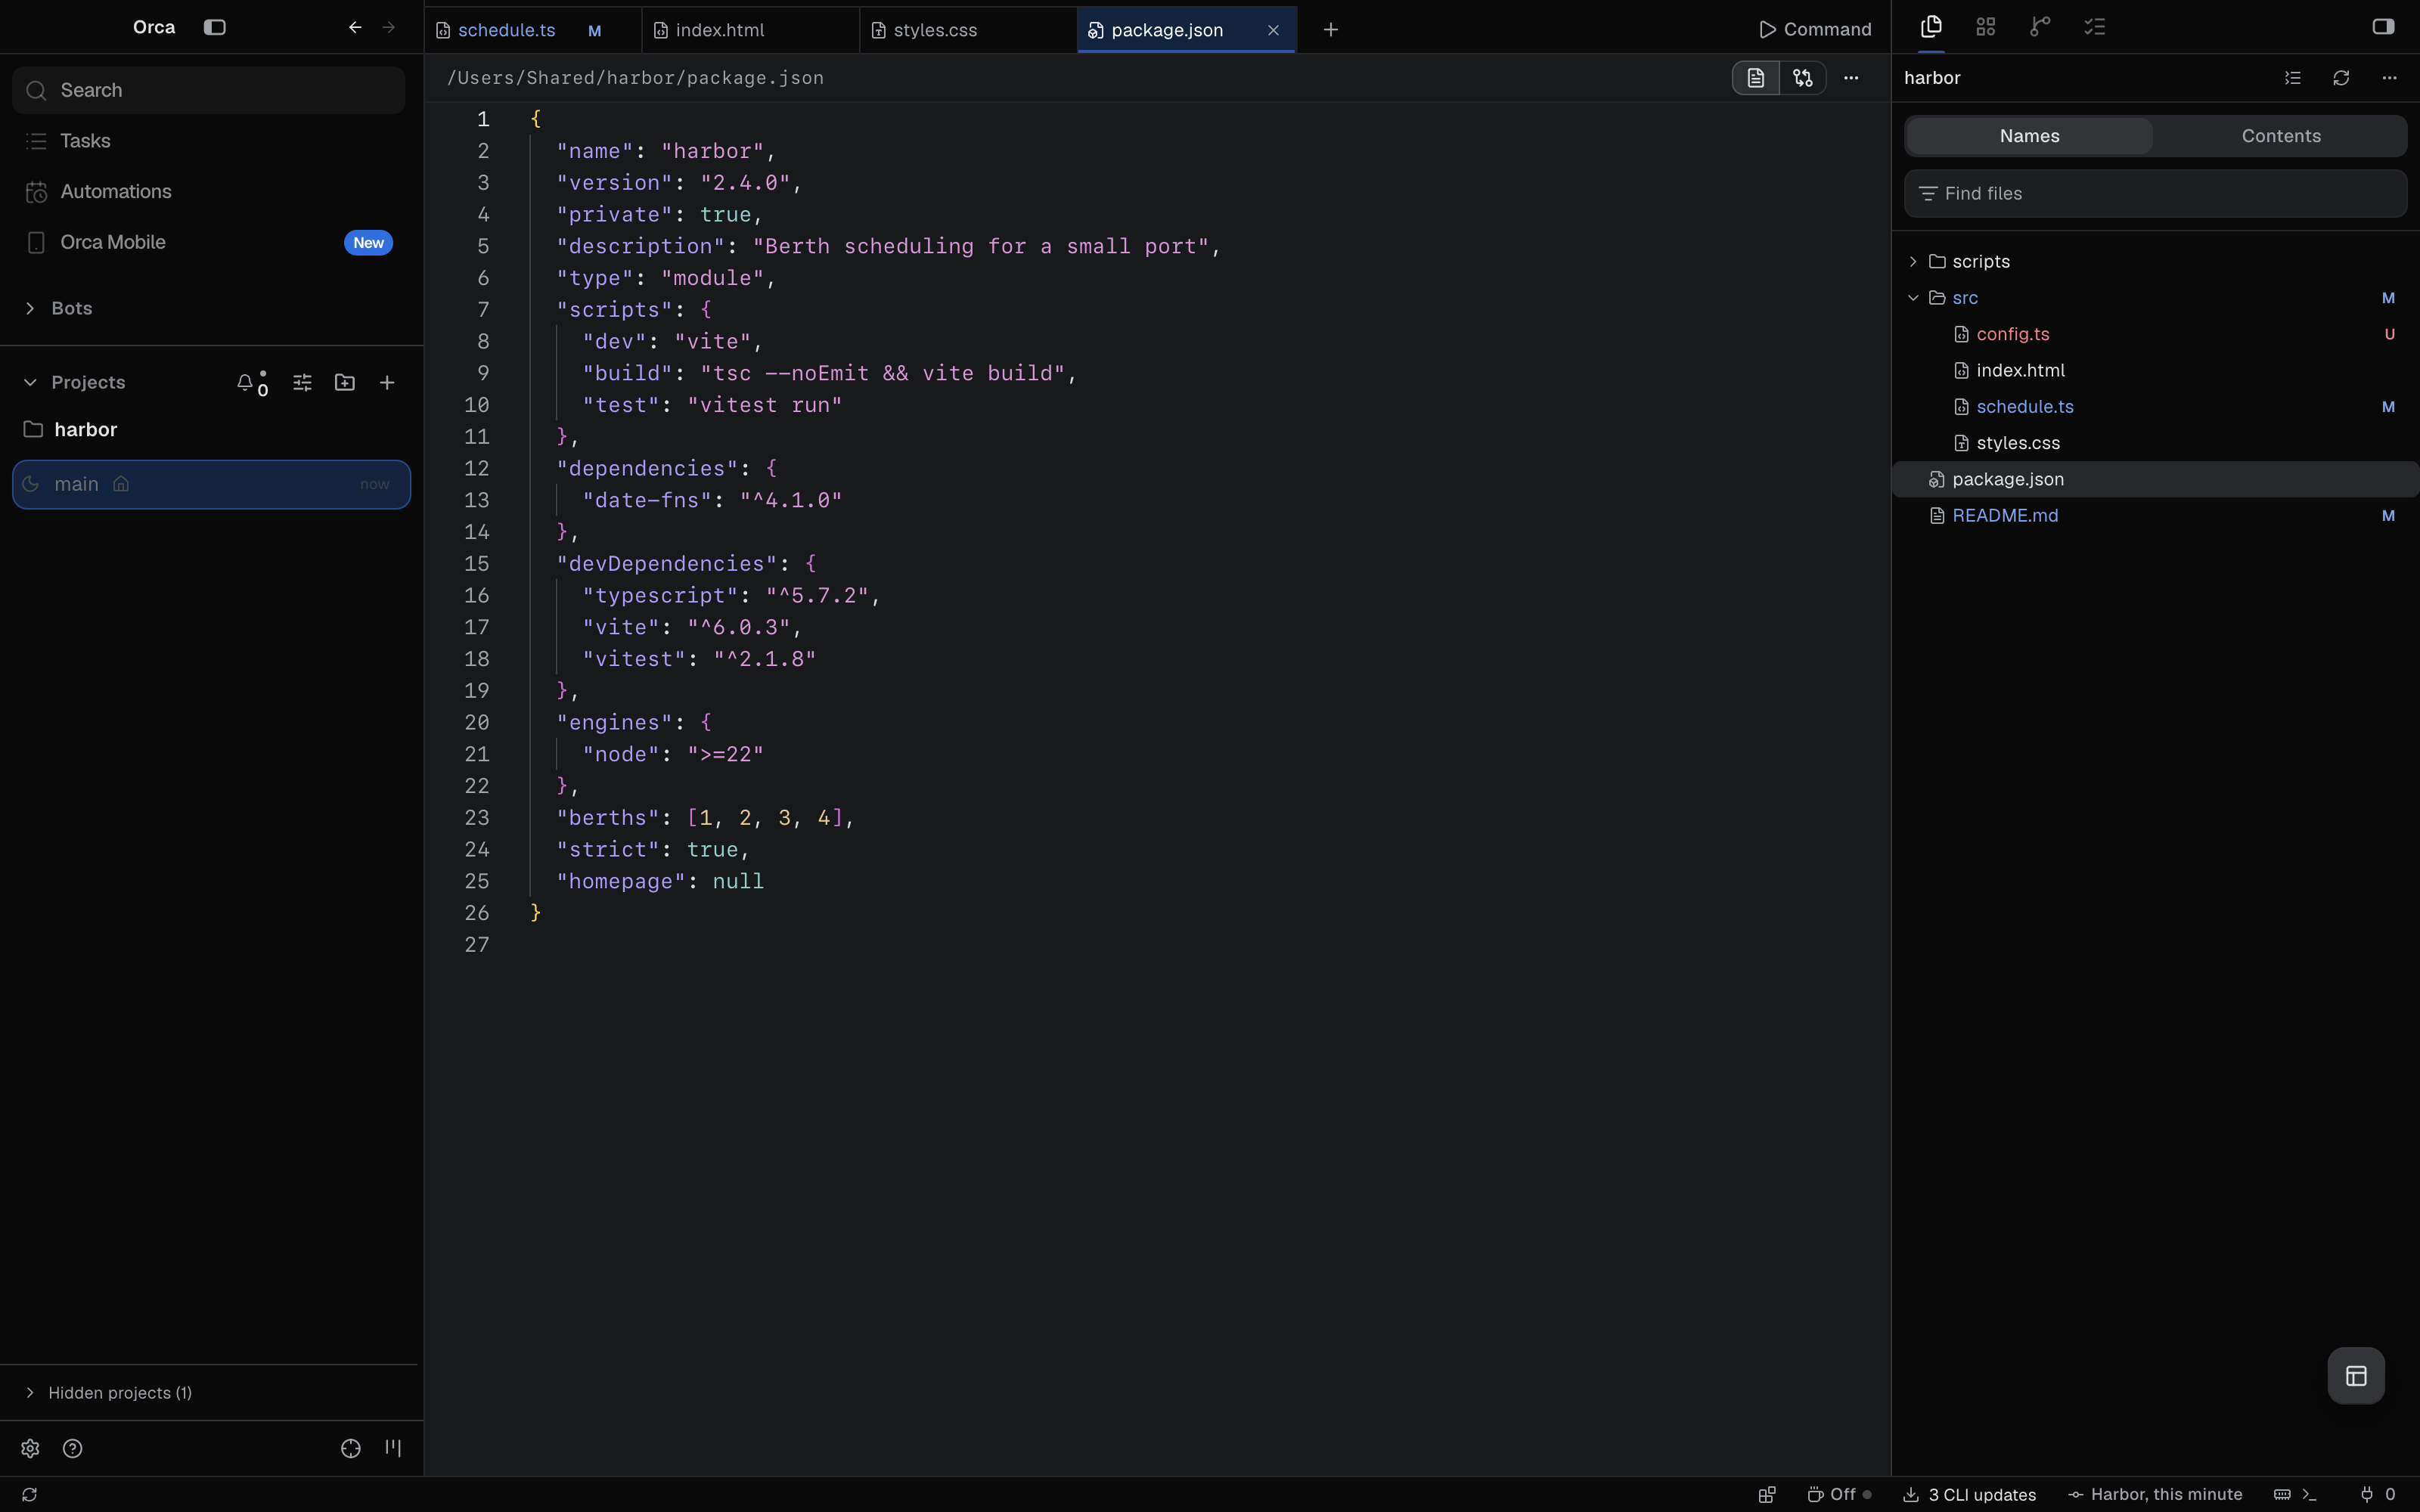 Orca
Search
Tasks
Automations
Orca Mobile New
Bots
Projects 0
harbor
main now
Hidden projects (1)
schedule.ts M
index.html
styles.css
package.json
Command
/Users/Shared/harbor/package.json
1 {
2 "name": "harbor",
3 "version": "2.4.0",
4 "private": true,
5 "description": "Berth scheduling for a small port",
6 "type": "module",
7 "scripts": {
8 "dev": "vite",
9 "build": "tsc --noEmit && vite build",
10 "test": "vitest run"
11 },
12 "dependencies": {
13 "date-fns": "^4.1.0"
14 },
15 "devDependencies": {
16 "typescript": "^5.7.2",
17 "vite": "^6.0.3",
18 "vitest": "^2.1.8"
19 },
20 "engines": {
21 "node": ">=22"
22 },
23 "berths": [1, 2, 3, 4],
24 "strict": true,
25 "homepage": null
26 }
27
harbor
Names Contents
Find files
scripts
src M
config.ts U
index.html
schedule.ts M
styles.css
package.json
README.md M
Off 3 CLI updates Harbor, this minute 0